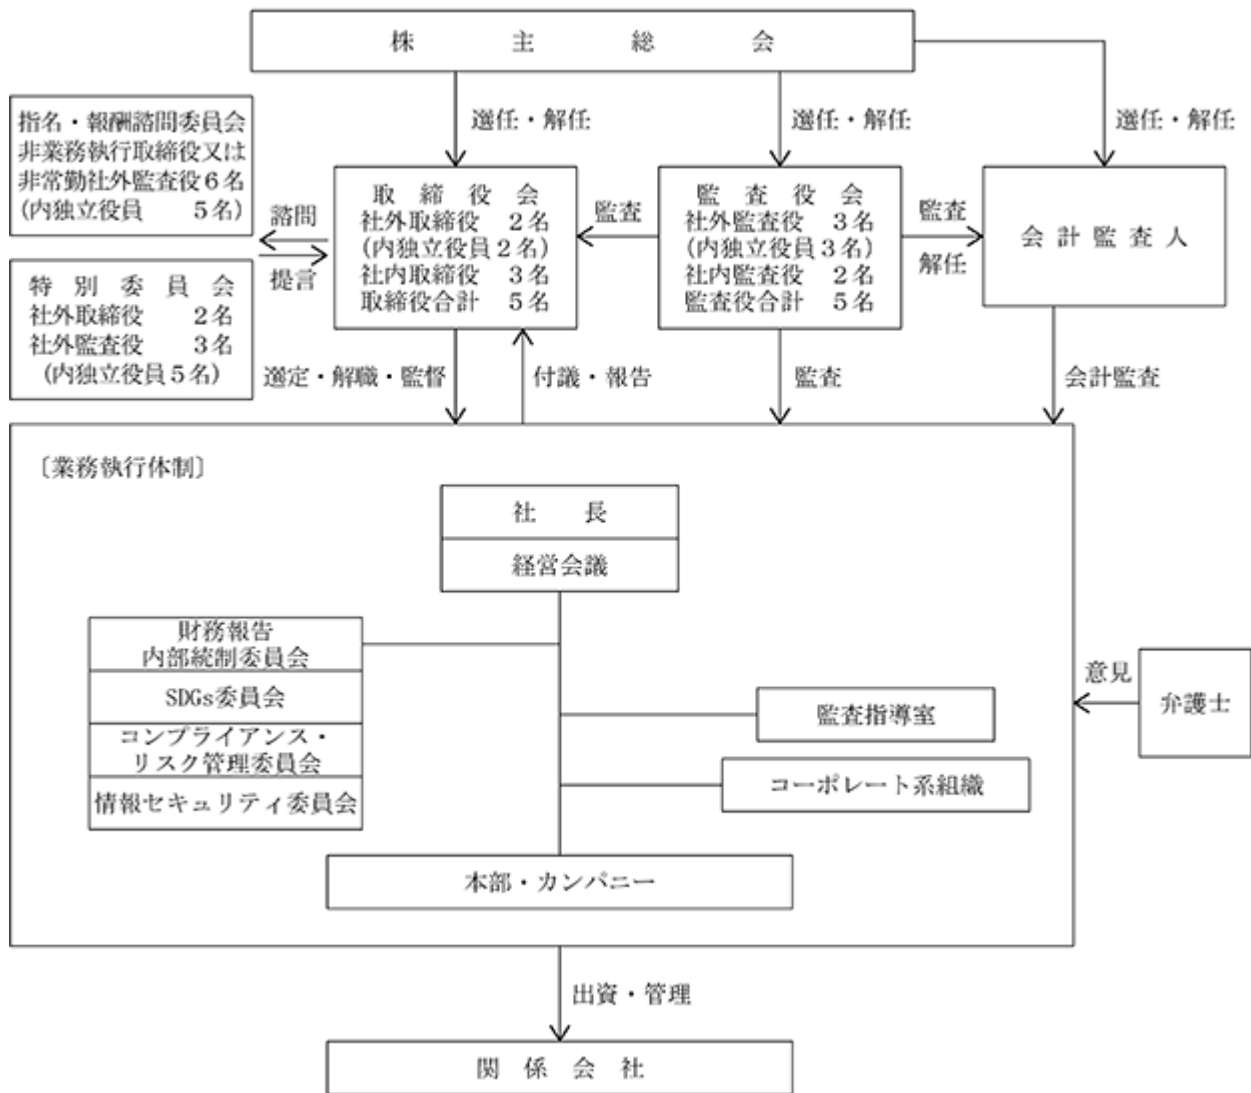 株主総会
選任・解任
選任・解任
選任・解任
指名・報酬諮問委員会
非業務執行取締役又は
非常勤社外監査役6名
(内独立役員 5名)
諮問
提言
特別委員会
社外取締役 2名
社外監査役 3名
(内独立役員5名)
取締役会
社外取締役 2名
(内独立役員2名)
社内取締役 3名
取締役合計 5名
監査
監査役会
社外監査役 3名
(内独立役員3名)
社内監査役 2名
監査役合計 5名
監査
解任
会計監査人
選定・解職・監督
付議・報告
監査
会計監査
〔業務執行体制〕
社長
経営会議
財務報告
内部統制委員会
SDGs委員会
コンプライアンス・
リスク管理委員会
情報セキュリティ委員会
監査指導室
コーポレート系組織
意見
弁護士
本部・カンパニー
出資・管理
関係会社